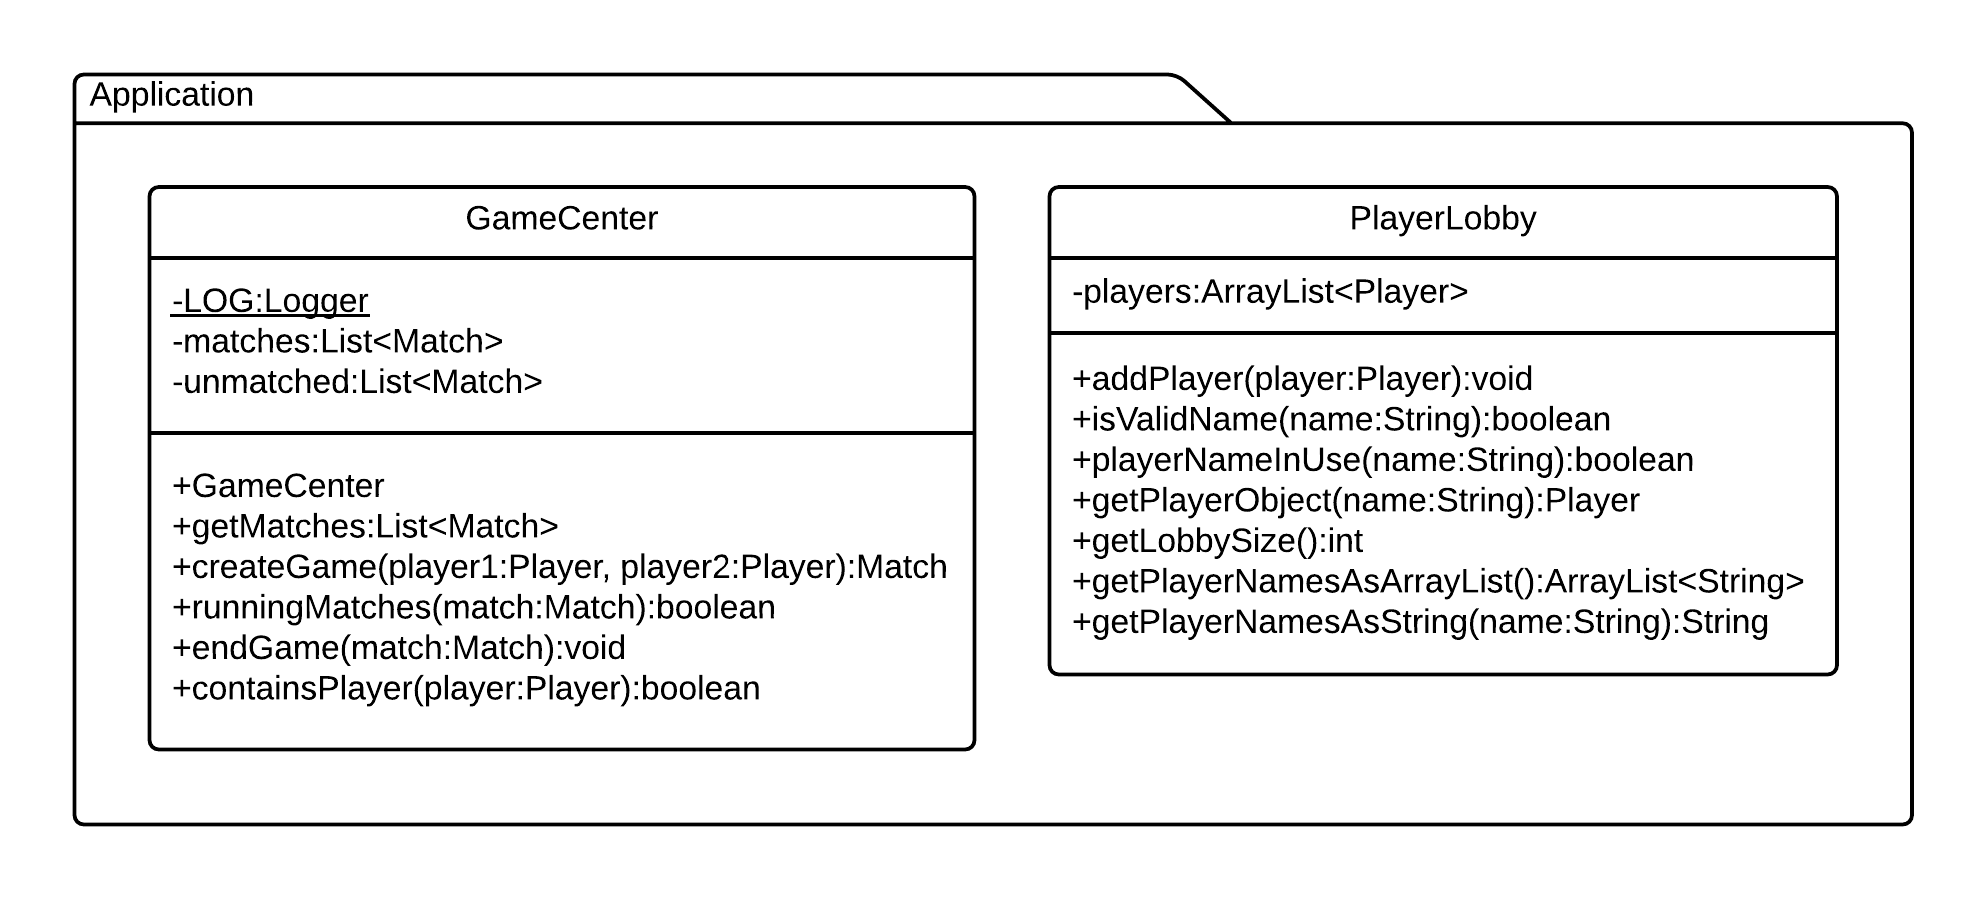 Application
GameCenter
-LOG:Logger
-matches:List<Match>
-unmatched:List<Match>
+GameCenter
+getMatches:List<Match>
+createGame(player1:Player, player2:Player):Match
+runningMatches(match:Match):boolean
+endGame(match:Match):void
+containsPlayer(player:Player):boolean
PlayerLobby
-players:ArrayList<Player>
+addPlayer(player:Player):void
+isValidName(name:String):boolean
+playerNameInUse(name:String):boolean
+getPlayerObject(name:String):Player
+getLobbySize():int
+getPlayerNamesAsArrayList():ArrayList<String>
+getPlayerNamesAsString(name:String):String